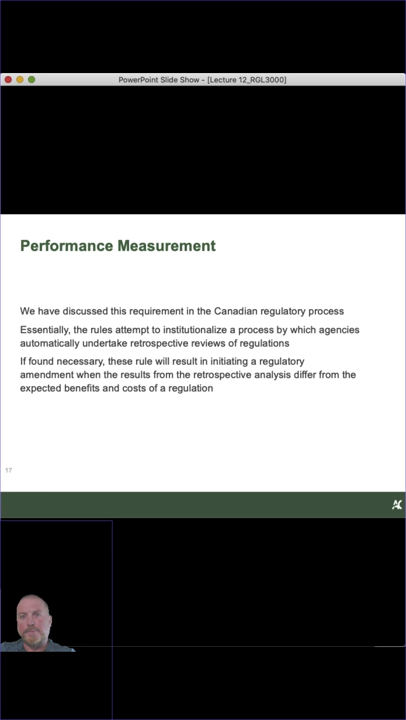 PowerPoint Slide Show - [Lecture 12_RGL3000]
Performance Measurement
We have discussed this requirement in the Canadian regulatory process
Essentially, the rules attempt to institutionalize a process by which agencies
automatically undertake retrospective reviews of regulations
If found necessary, these rule will result in initiating a regulatory
amendment when the results from the retrospective analysis differ from the
expected benefits and costs of a regulation
17
AC